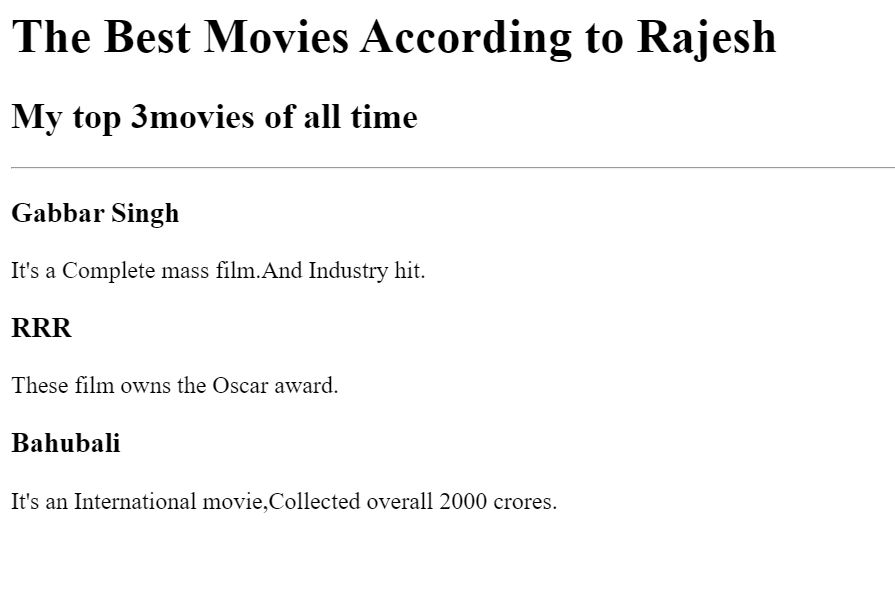 The Best Movies According to Rajesh
My top 3movies of all time
Gabbar Singh
It's a Complete mass film.And Industry hit.
RRR
These film owns the Oscar award.
Bahubali
It's an International movie,Collected overall 2000 crores.